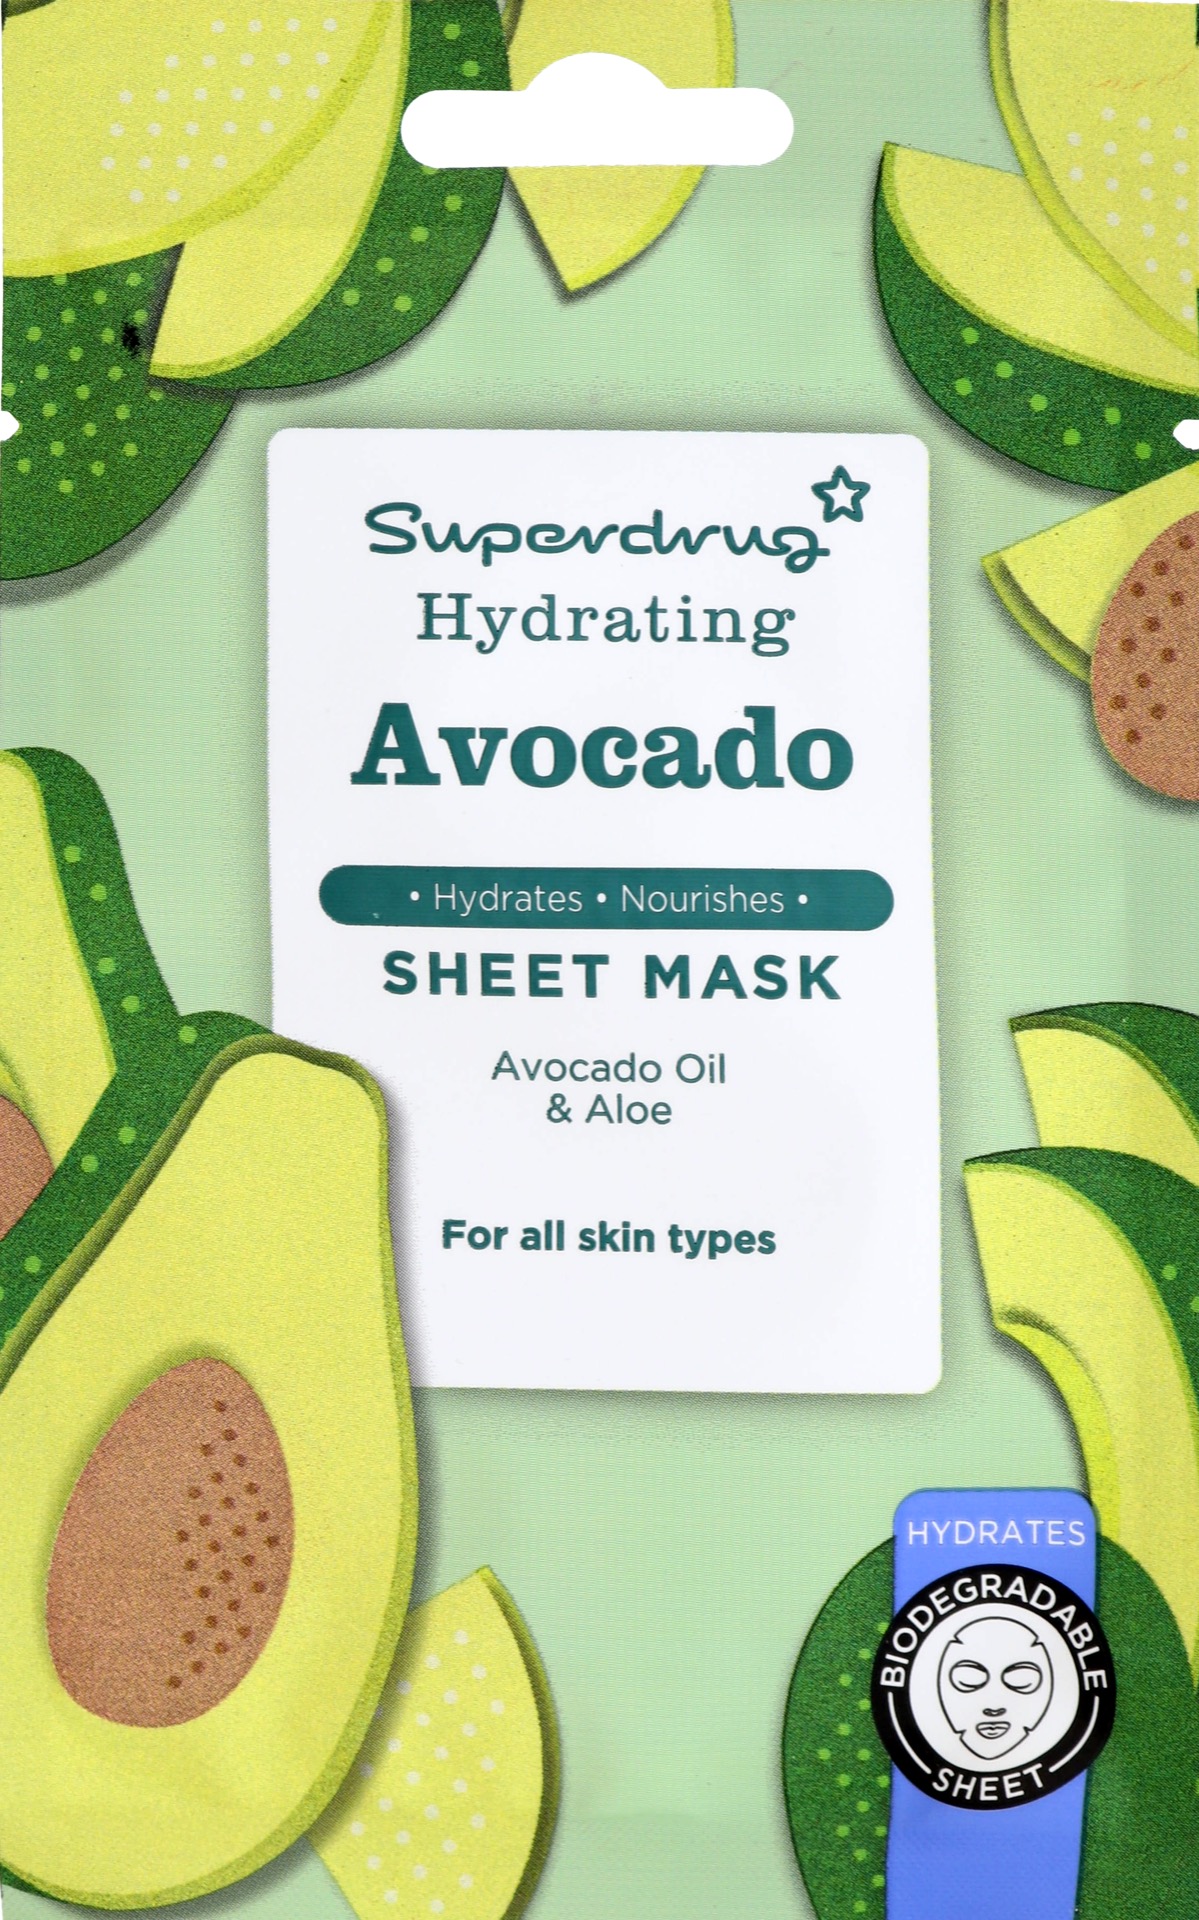 Superdrug
Hydrating
Avocado
• Hydrates • Nourishes •
SHEET MASK
Avocado Oil
& Aloe
For all skin types
HYDRATES
BIODEGRADABLE
SHEET